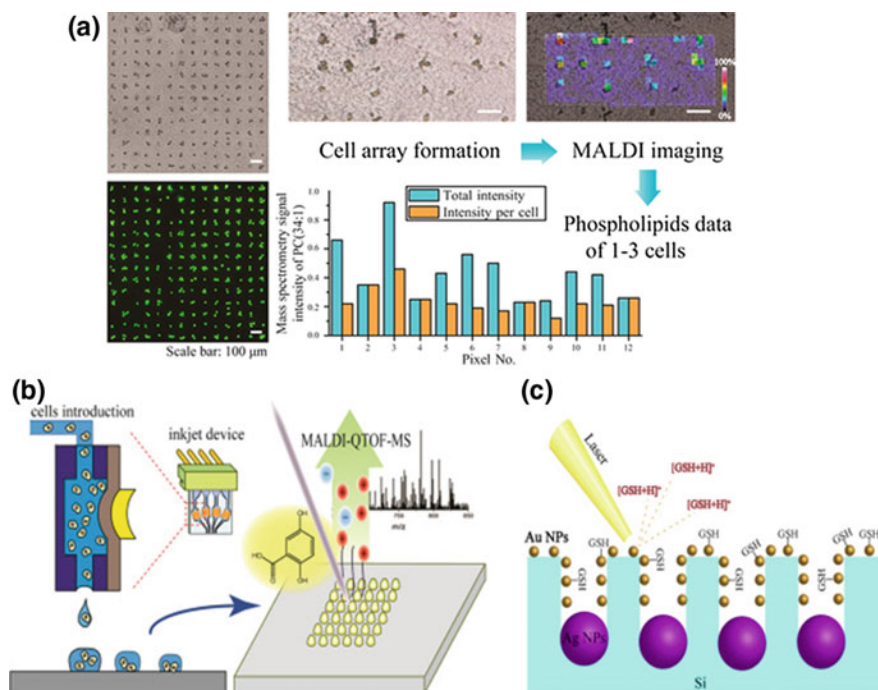 (a)
100%
0%
Cell array formation
MALDI imaging
Phospholipids data
of 1-3 cells
Scale bar: 100 μm
Mass spectrometry signal
intensity of PC(34:1)
1.0
0.8
0.4
0.2
0.0
Total intensity
Intensity per cell
1 2 3 4 5 6 7 8 9 10 11 12
Pixel No.
(b)
cells introduction
inkjet device
MALDI-QTOF-MS
HO
O
OH
HO
m/z
(c)
Laser
[GSH+H]⁺
[GSH+H]⁺
[GSH+H]⁺
Au NPs
GSH
GSH
GSH
GSH
GSH
GSH
GSH
GSH
GSH
Ag NPs
Si